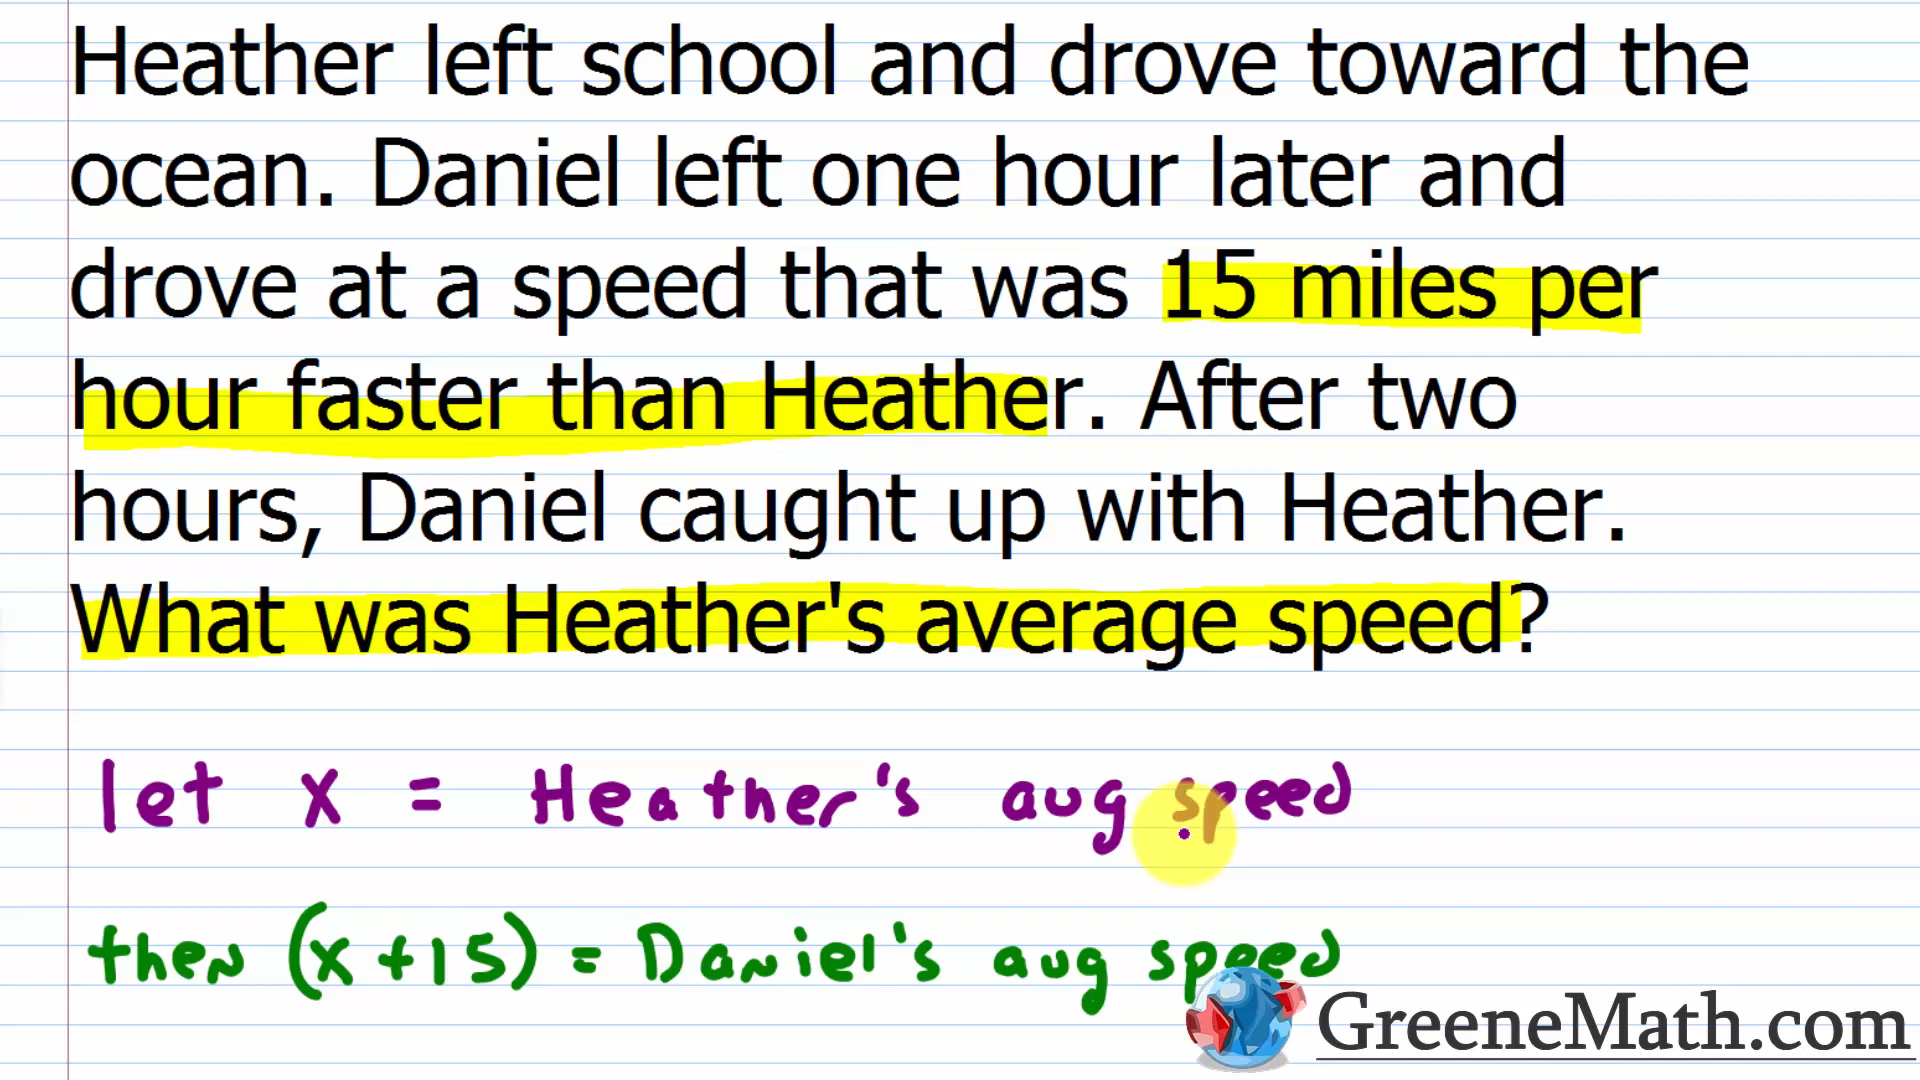 Heather left school and drove toward the
ocean. Daniel left one hour later and
drove at a speed that was 15 miles per
hour faster than Heather. After two
hours, Daniel caught up with Heather.
What was Heather's average speed?
let x = Heather's avg speed
then (x+15) = Daniel's avg speed
GreeneMath.com